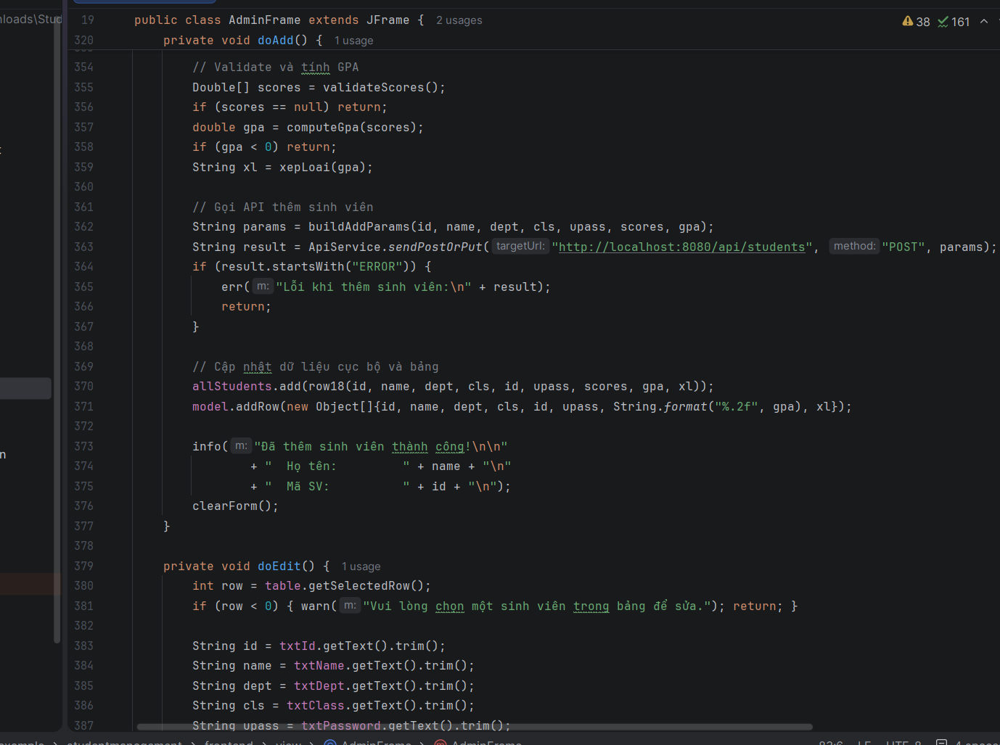 nloads\Stud
19 public class AdminFrame extends JFrame { 2 usages 38 161
320 private void doAdd() { 1 usage
354 // Validate và tính GPA
355 Double[] scores = validateScores();
356 if (scores == null) return;
357 double gpa = computeGpa(scores);
358 if (gpa < 0) return;
359 String xl = xepLoai(gpa);
360
361 // Gọi API thêm sinh viên
362 String params = buildAddParams(id, name, dept, cls, upass, scores, gpa);
363 String result = ApiService.sendPostOrPut( targetUrl: "http://localhost:8080/api/students", method: "POST", params);
364 if (result.startsWith("ERROR")) {
365 err( m: "Lỗi khi thêm sinh viên:\n" + result);
366 return;
367 }
368
369 // Cập nhật dữ liệu cục bộ và bảng
370 allStudents.add(row18(id, name, dept, cls, id, upass, scores, gpa, xl));
371 model.addRow(new Object[]{id, name, dept, cls, id, upass, String.format("%.2f", gpa), xl});
372
373 info( m: "Đã thêm sinh viên thành công!\n\n"
374 + "  Họ tên:         " + name + "\n"
375 + "  Mã SV:          " + id + "\n");
376 clearForm();
377 }
378
379 private void doEdit() { 1 usage
380 int row = table.getSelectedRow();
381 if (row < 0) { warn( m: "Vui lòng chọn một sinh viên trong bảng để sửa."); return; }
382
383 String id = txtId.getText().trim();
384 String name = txtName.getText().trim();
385 String dept = txtDept.getText().trim();
386 String cls = txtClass.getText().trim();
387 String upass = txtPassword.getText().trim();
n
example > studentmanagement > frontend > view > AdminFrame > AdminFrame 83:6 LF UTF-8 4 spaces